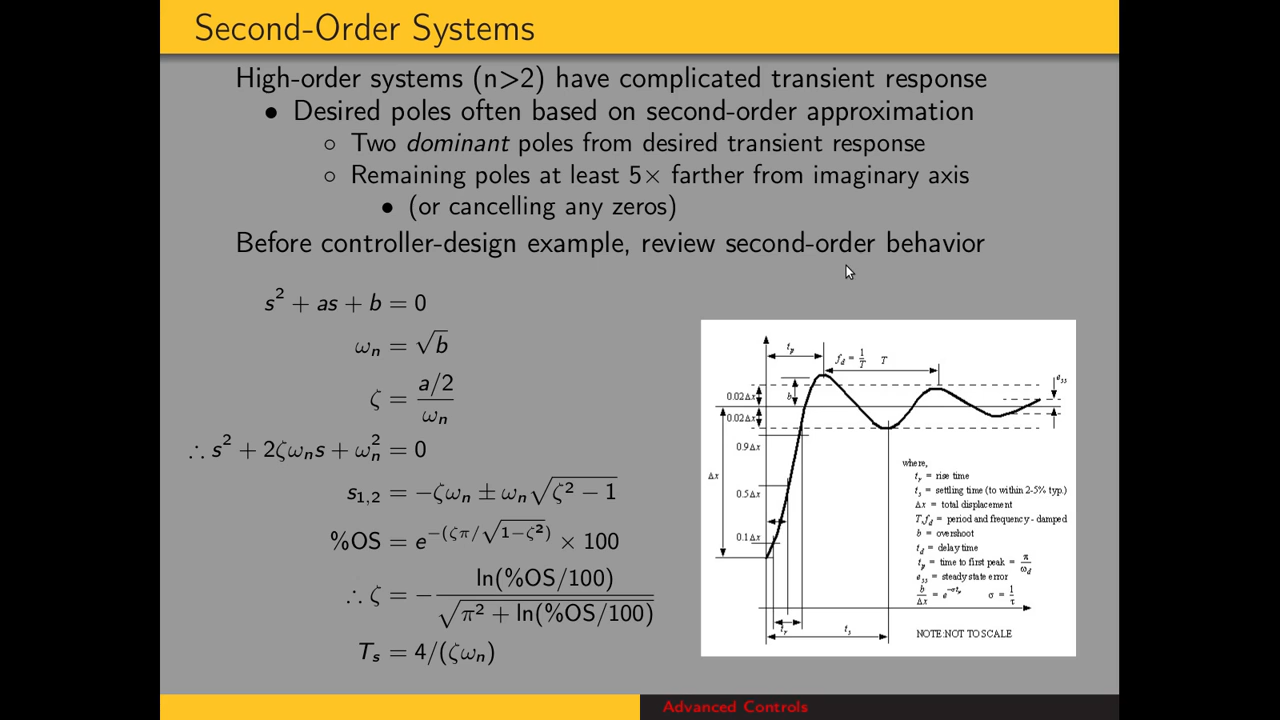 Second-Order Systems
High-order systems (n>2) have complicated transient response
• Desired poles often based on second-order approximation
○ Two dominant poles from desired transient response
○ Remaining poles at least 5× farther from imaginary axis
• (or cancelling any zeros)
Before controller-design example, review second-order behavior
s² + as + b = 0
ωₙ = √b
ζ = (a/2)/ωₙ
∴ s² + 2ζωₙs + ωₙ² = 0
s₁,₂ = −ζωₙ ± ωₙ√(ζ² − 1)
%OS = e^−(ζπ/√(1−ζ²)) × 100
∴ ζ = − ln(%OS/100) / √(π² + ln(%OS/100))
Tₛ = 4/(ζωₙ)
tₚ
f_d = 1/T
T
eₛₛ
0.02Δx
b
0.02Δx
0.9Δx
Δx
0.5Δx
0.1Δx
tᵣ
tₛ
where,
tᵣ = rise time
tₛ = settling time (to within 2-5% typ.)
Δx = total displacement
T,f_d = period and frequency - damped
b = overshoot
t_d = delay time
tₚ = time to first peak = π/ω_d
eₛₛ = steady state error
b/Δx = e^−σtₚ σ = 1/τ
NOTE:NOT TO SCALE
Advanced Controls